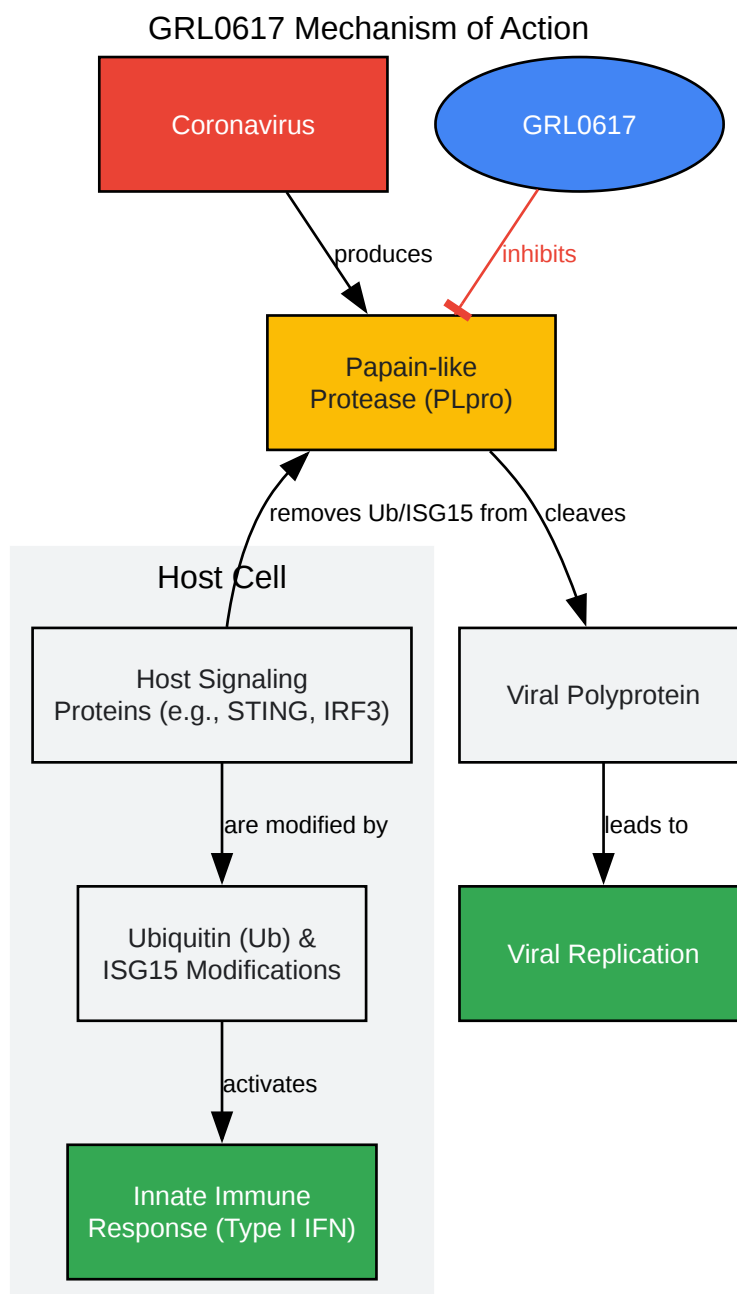 GRL0617 Mechanism of Action
Coronavirus
GRL0617
produces
inhibits
Papain-like
Protease (PLpro)
removes Ub/ISG15 from
cleaves
Host Cell
Host Signaling
Proteins (e.g., STING, IRF3)
Viral Polyprotein
are modified by
leads to
Ubiquitin (Ub) &
ISG15 Modifications
Viral Replication
activates
Innate Immune
Response (Type I IFN)